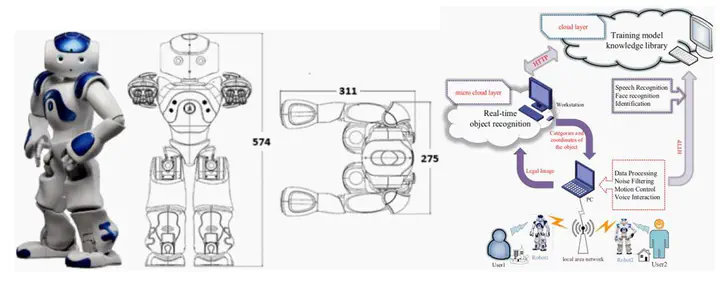 574
311
275
cloud layer
Training model
knowledge library
HTTP
micro cloud layer
Workstation
Real-time
object recognition
Speech Recognition
Face recognition
Identification
Categories and
coordinates of
the object
HTTP
Legal Image
PC
Data Processing
Noise Filtering
Motion Control
Voice Interaction
User1
Robot1
local area network
Robot2
User2